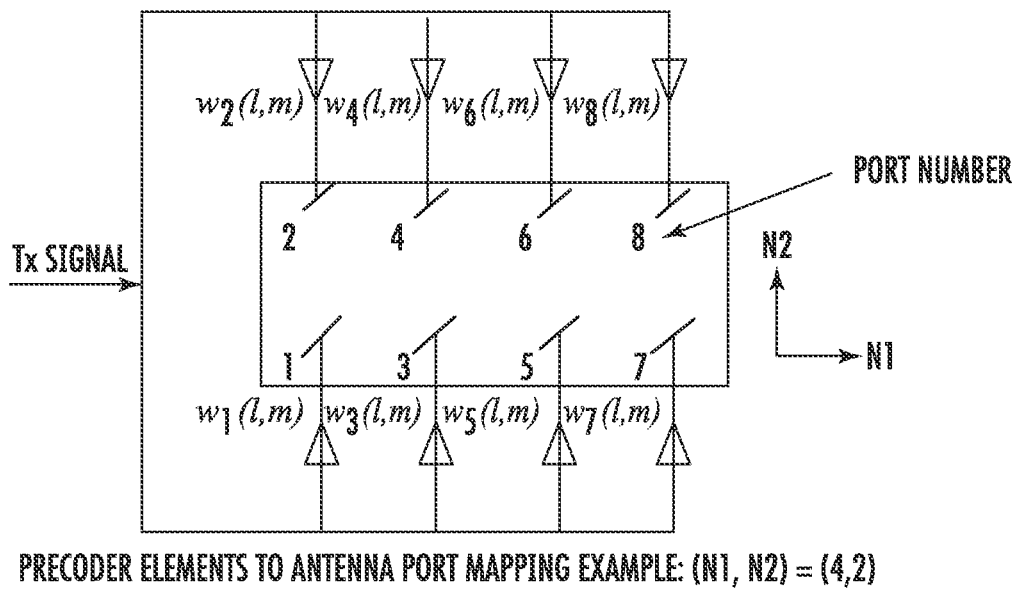 w2(l,m) w4(l,m) w6(l,m) w8(l,m)
PORT NUMBER
2 4 6 8
Tx SIGNAL
N2
N1
1 3 5 7
w1(l,m) w3(l,m) w5(l,m) w7(l,m)
PRECODER ELEMENTS TO ANTENNA PORT MAPPING EXAMPLE: (N1, N2) = (4,2)